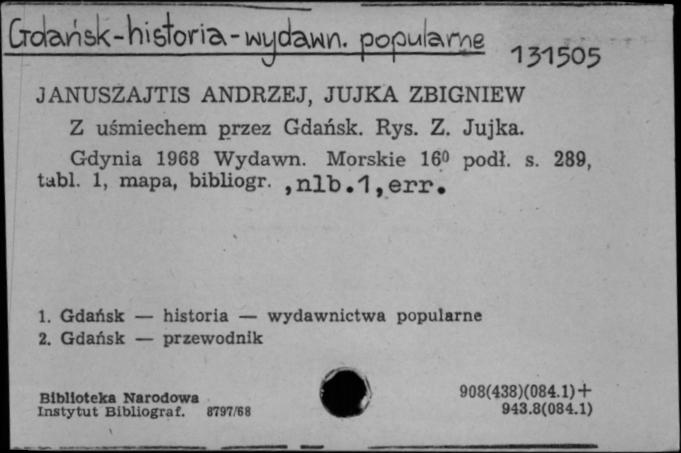 Gdańsk-historia-wydawn. popularne
131505
JANUSZAJTIS ANDRZEJ, JUJKA ZBIGNIEW
Z uśmiechem przez Gdańsk. Rys. Z. Jujka.
Gdynia 1968 Wydawn. Morskie 16⁰ podł. s. 289,
tabl. 1, mapa, bibliogr. ,nlb.1,err.
1. Gdańsk — historia — wydawnictwa popularne
2. Gdańsk — przewodnik
Biblioteka Narodowa 908(438)(084.1)+
Instytut Bibliograf. 8797/68 943.8(084.1)